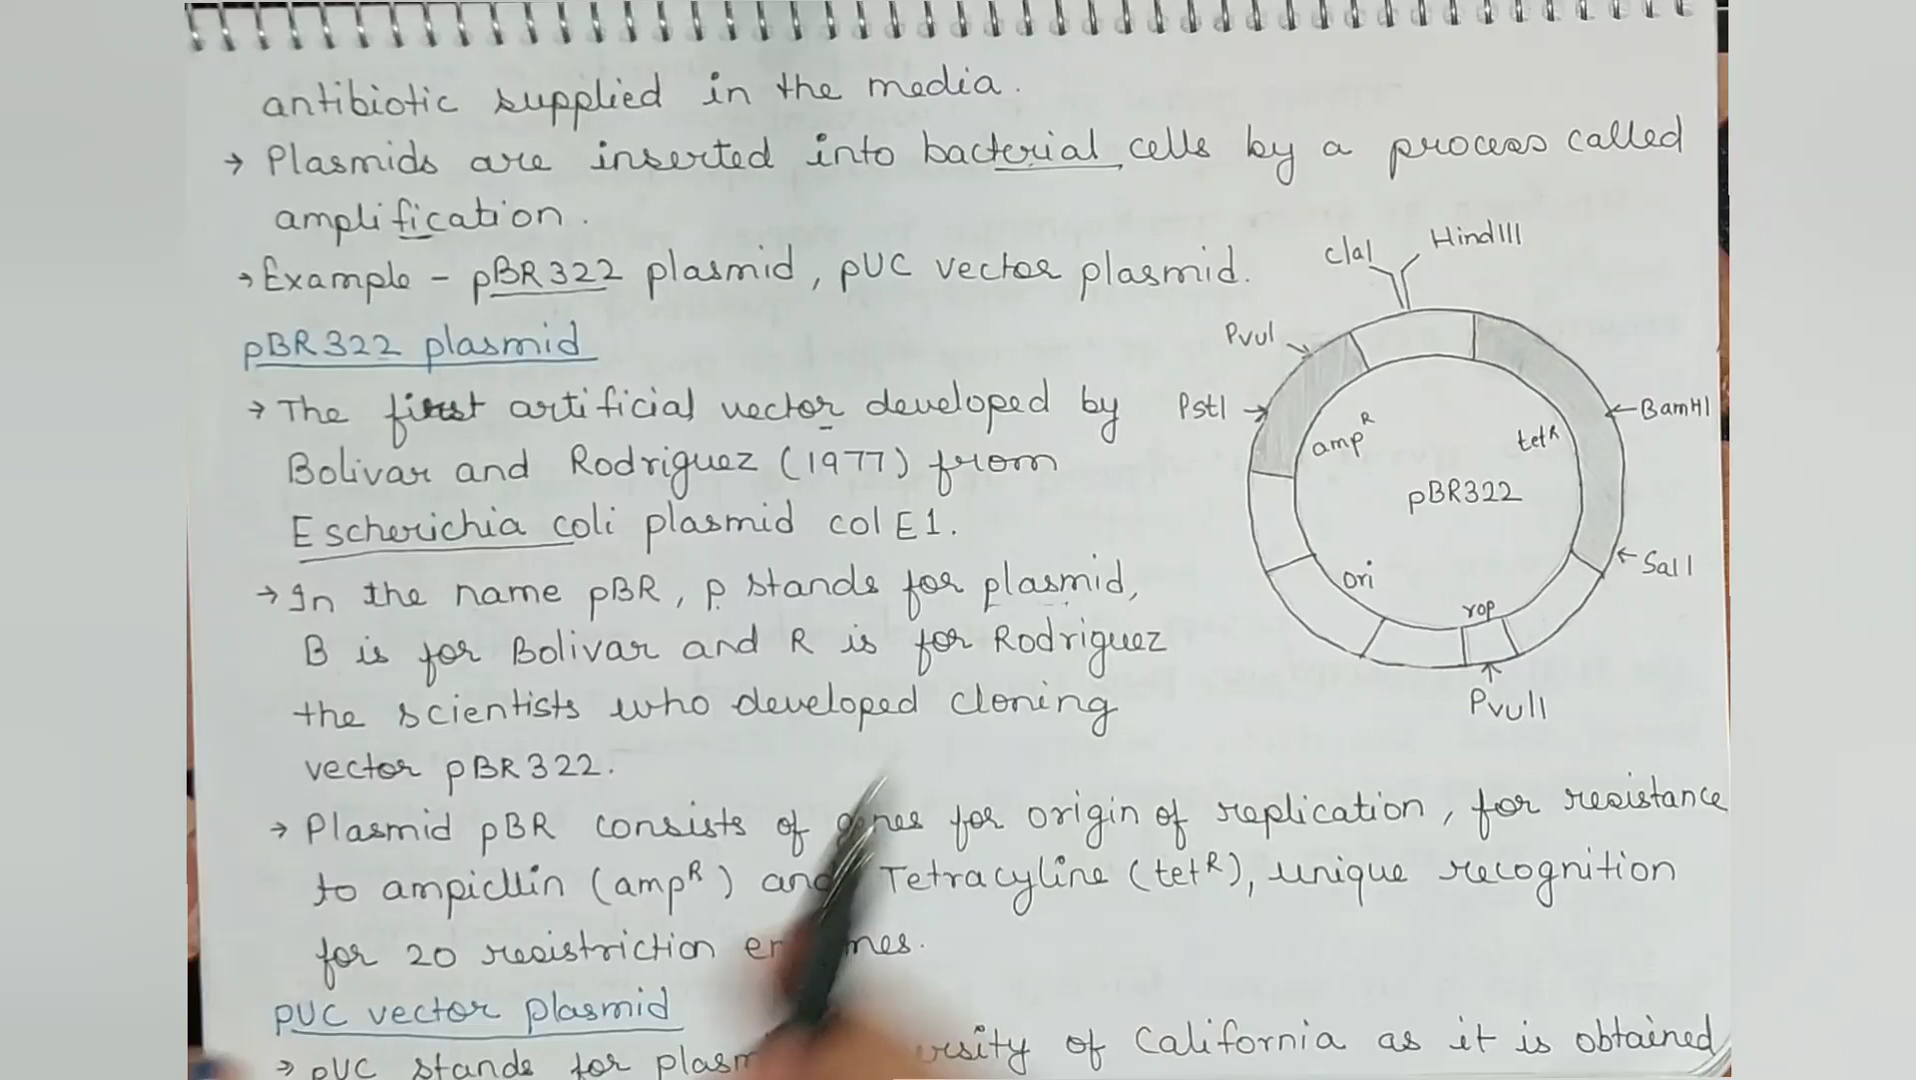 antibiotic supplied in the media.
→ Plasmids are inserted into bacterial cells by a process called
amplification.
→ Example - pBR322 plasmid, pUC vector plasmid.
pBR322 plasmid
→ The first artificial vector developed by
Bolivar and Rodriguez (1977) from
Escherichia coli plasmid col E1.
→ In the name pBR, p stands for plasmid,
B is for Bolivar and R is for Rodriguez
the scientists who developed cloning
vector pBR322.
→ Plasmid pBR consists of genes for origin of replication, for resistance
to ampicllin (ampR) and Tetracyline (tetR), unique recognition
for 20 resistriction
pUC vector plasmid
→ pUC stands for of California as it is obtained
ClaI
HindIII
PvuI
PstI
BamHI
ampR
tetR
pBR322
SalI
ori
rop
PvuII